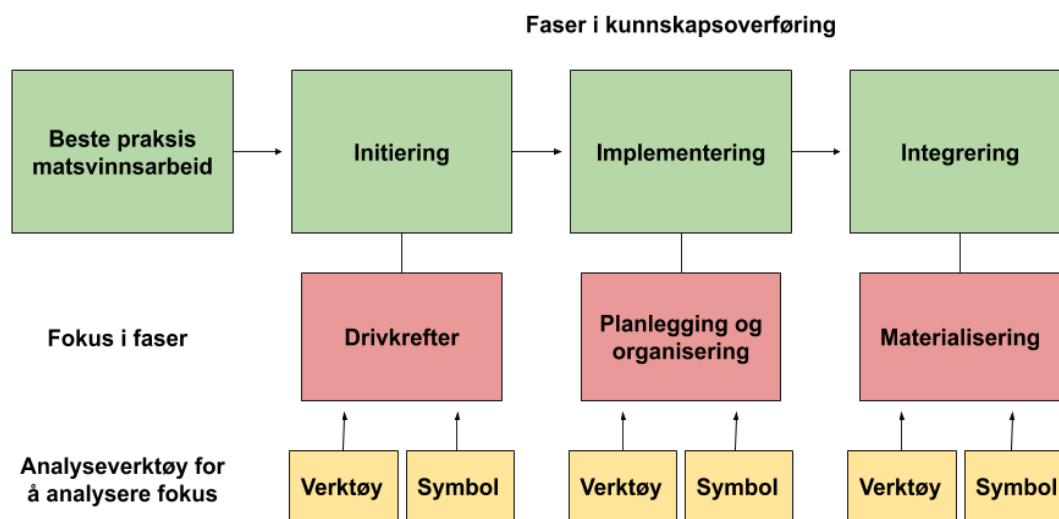 Faser i kunnskapsoverføring
Beste praksis
matsvinnsarbeid
Initiering
Implementering
Integrering
Fokus i faser
Drivkrefter
Planlegging og
organisering
Materialisering
Analyseverktøy for
å analysere fokus
Verktøy
Symbol
Verktøy
Symbol
Verktøy
Symbol